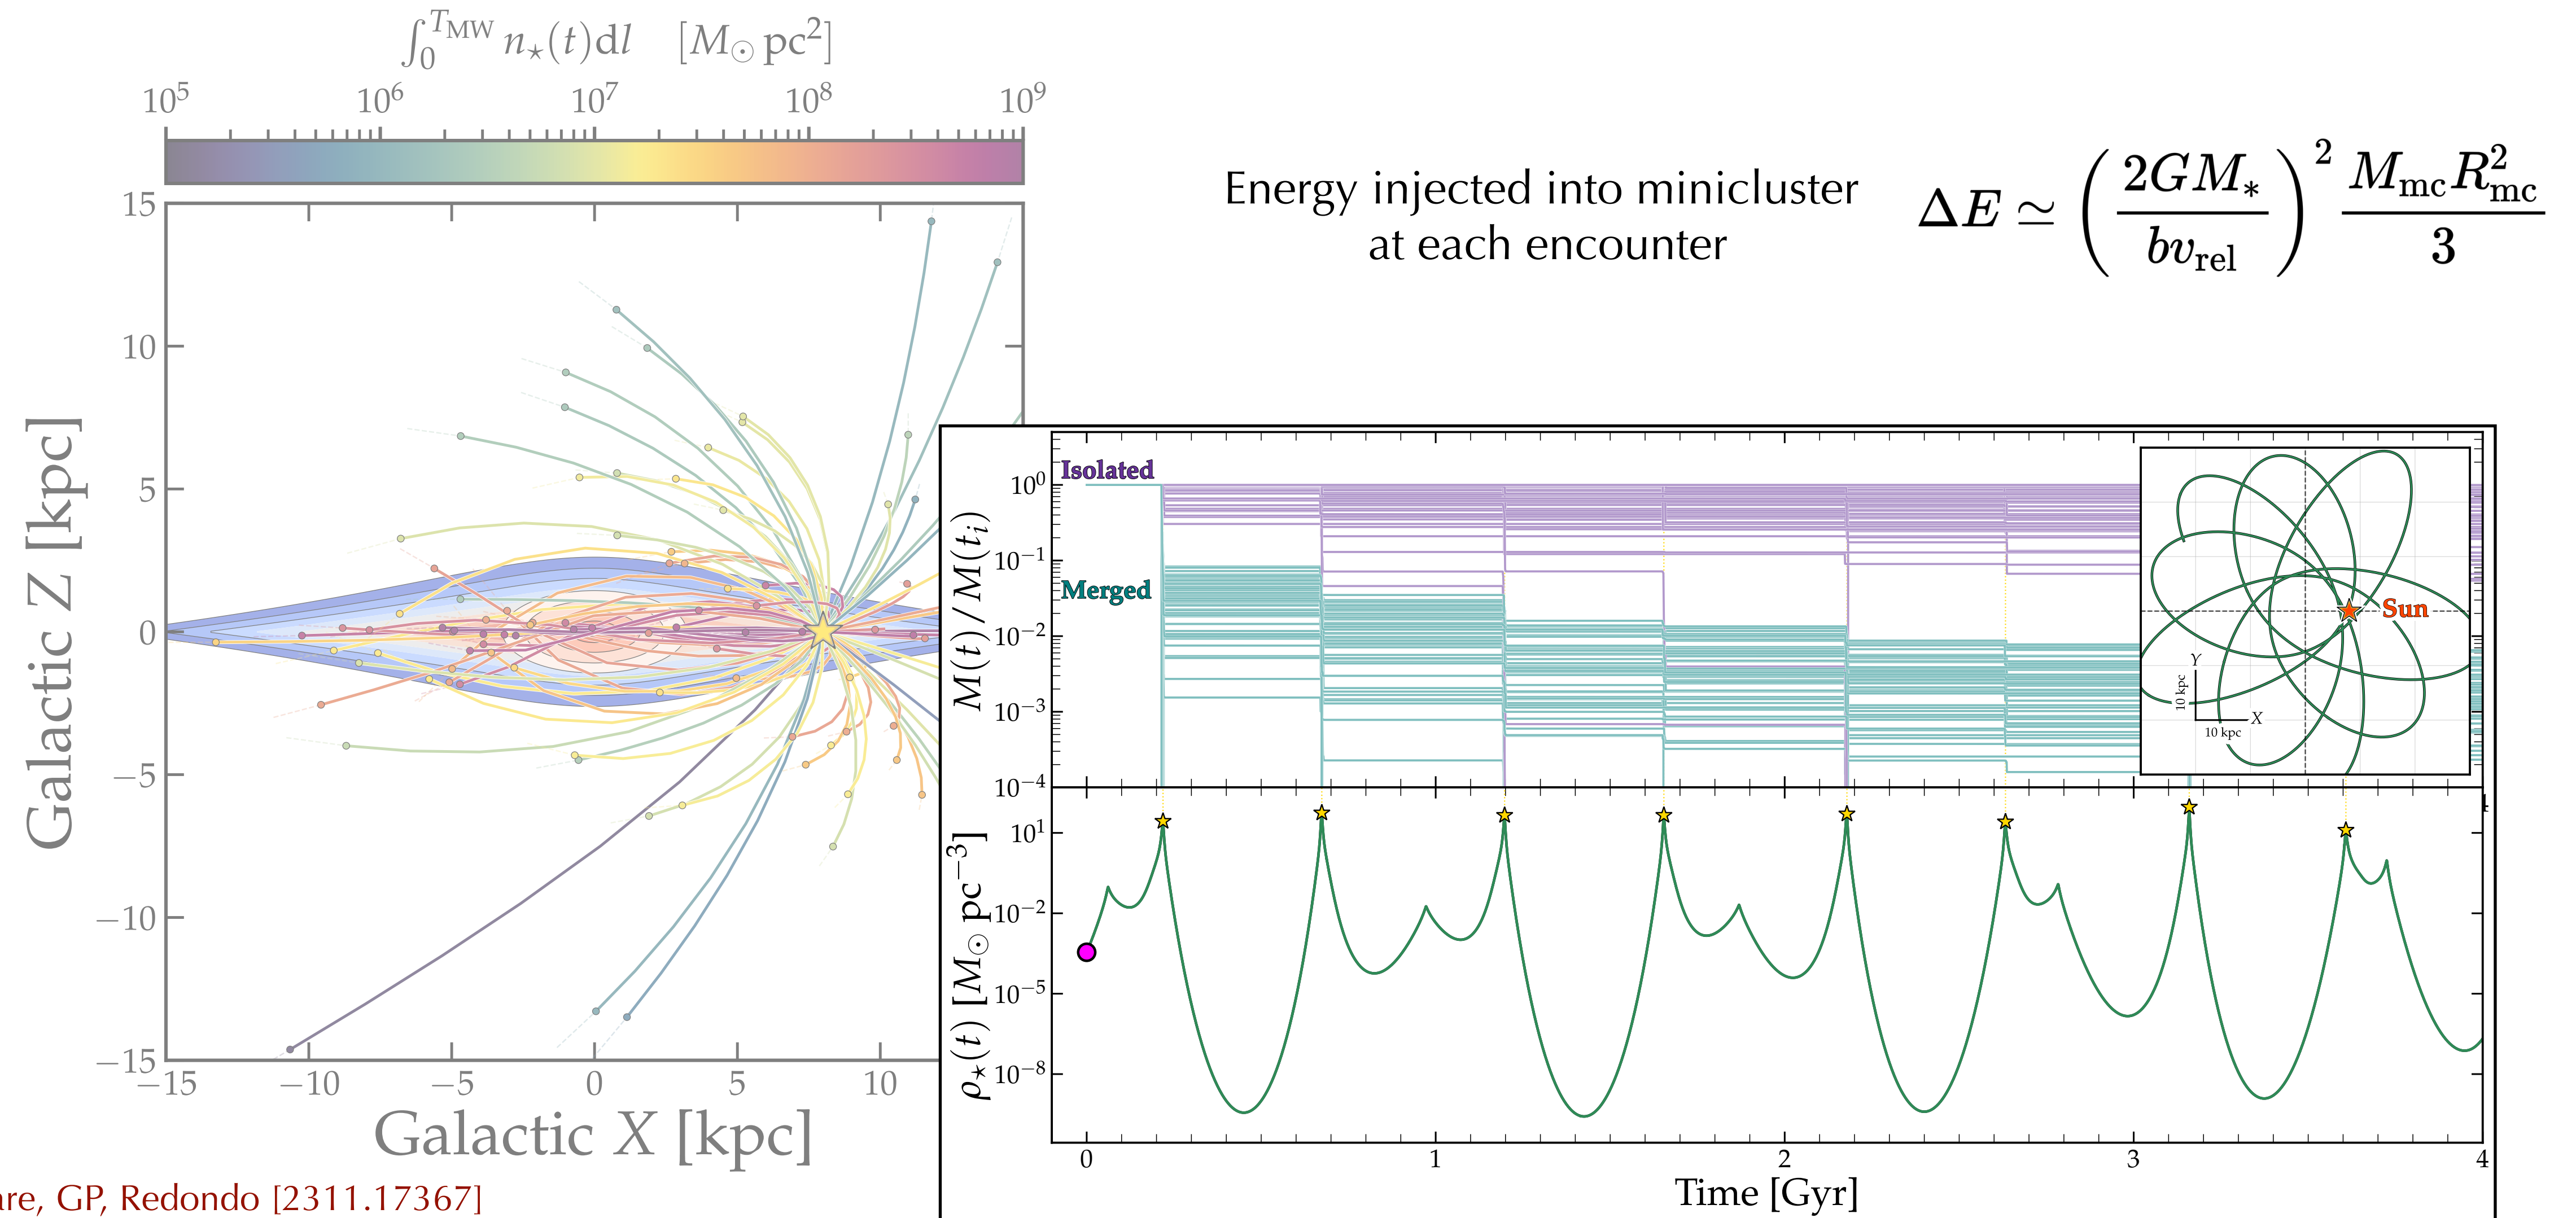 ∫₀^{T_MW} n⋆(t)dl [M⊙ pc²]
10⁵ 10⁶ 10⁷ 10⁸ 10⁹
Energy injected into minicluster
at each encounter
ΔE ≃ (2GM∗ / bv_rel)² M_mc R²_mc / 3
Galactic Z [kpc]
15
10
5
0
−5
−10
−15
−15 −10 −5 0 5 10
Galactic X [kpc]
M(t)/M(tᵢ)
Isolated
Merged
10⁰
10⁻¹
10⁻²
10⁻³
10⁻⁴
Sun
Y
10 kpc
X
10 kpc
ρ⋆(t) [M⊙ pc⁻³]
10¹
10⁻²
10⁻⁵
10⁻⁸
0 1 2 3 4
Time [Gyr]
GP, Redondo [2311.17367]